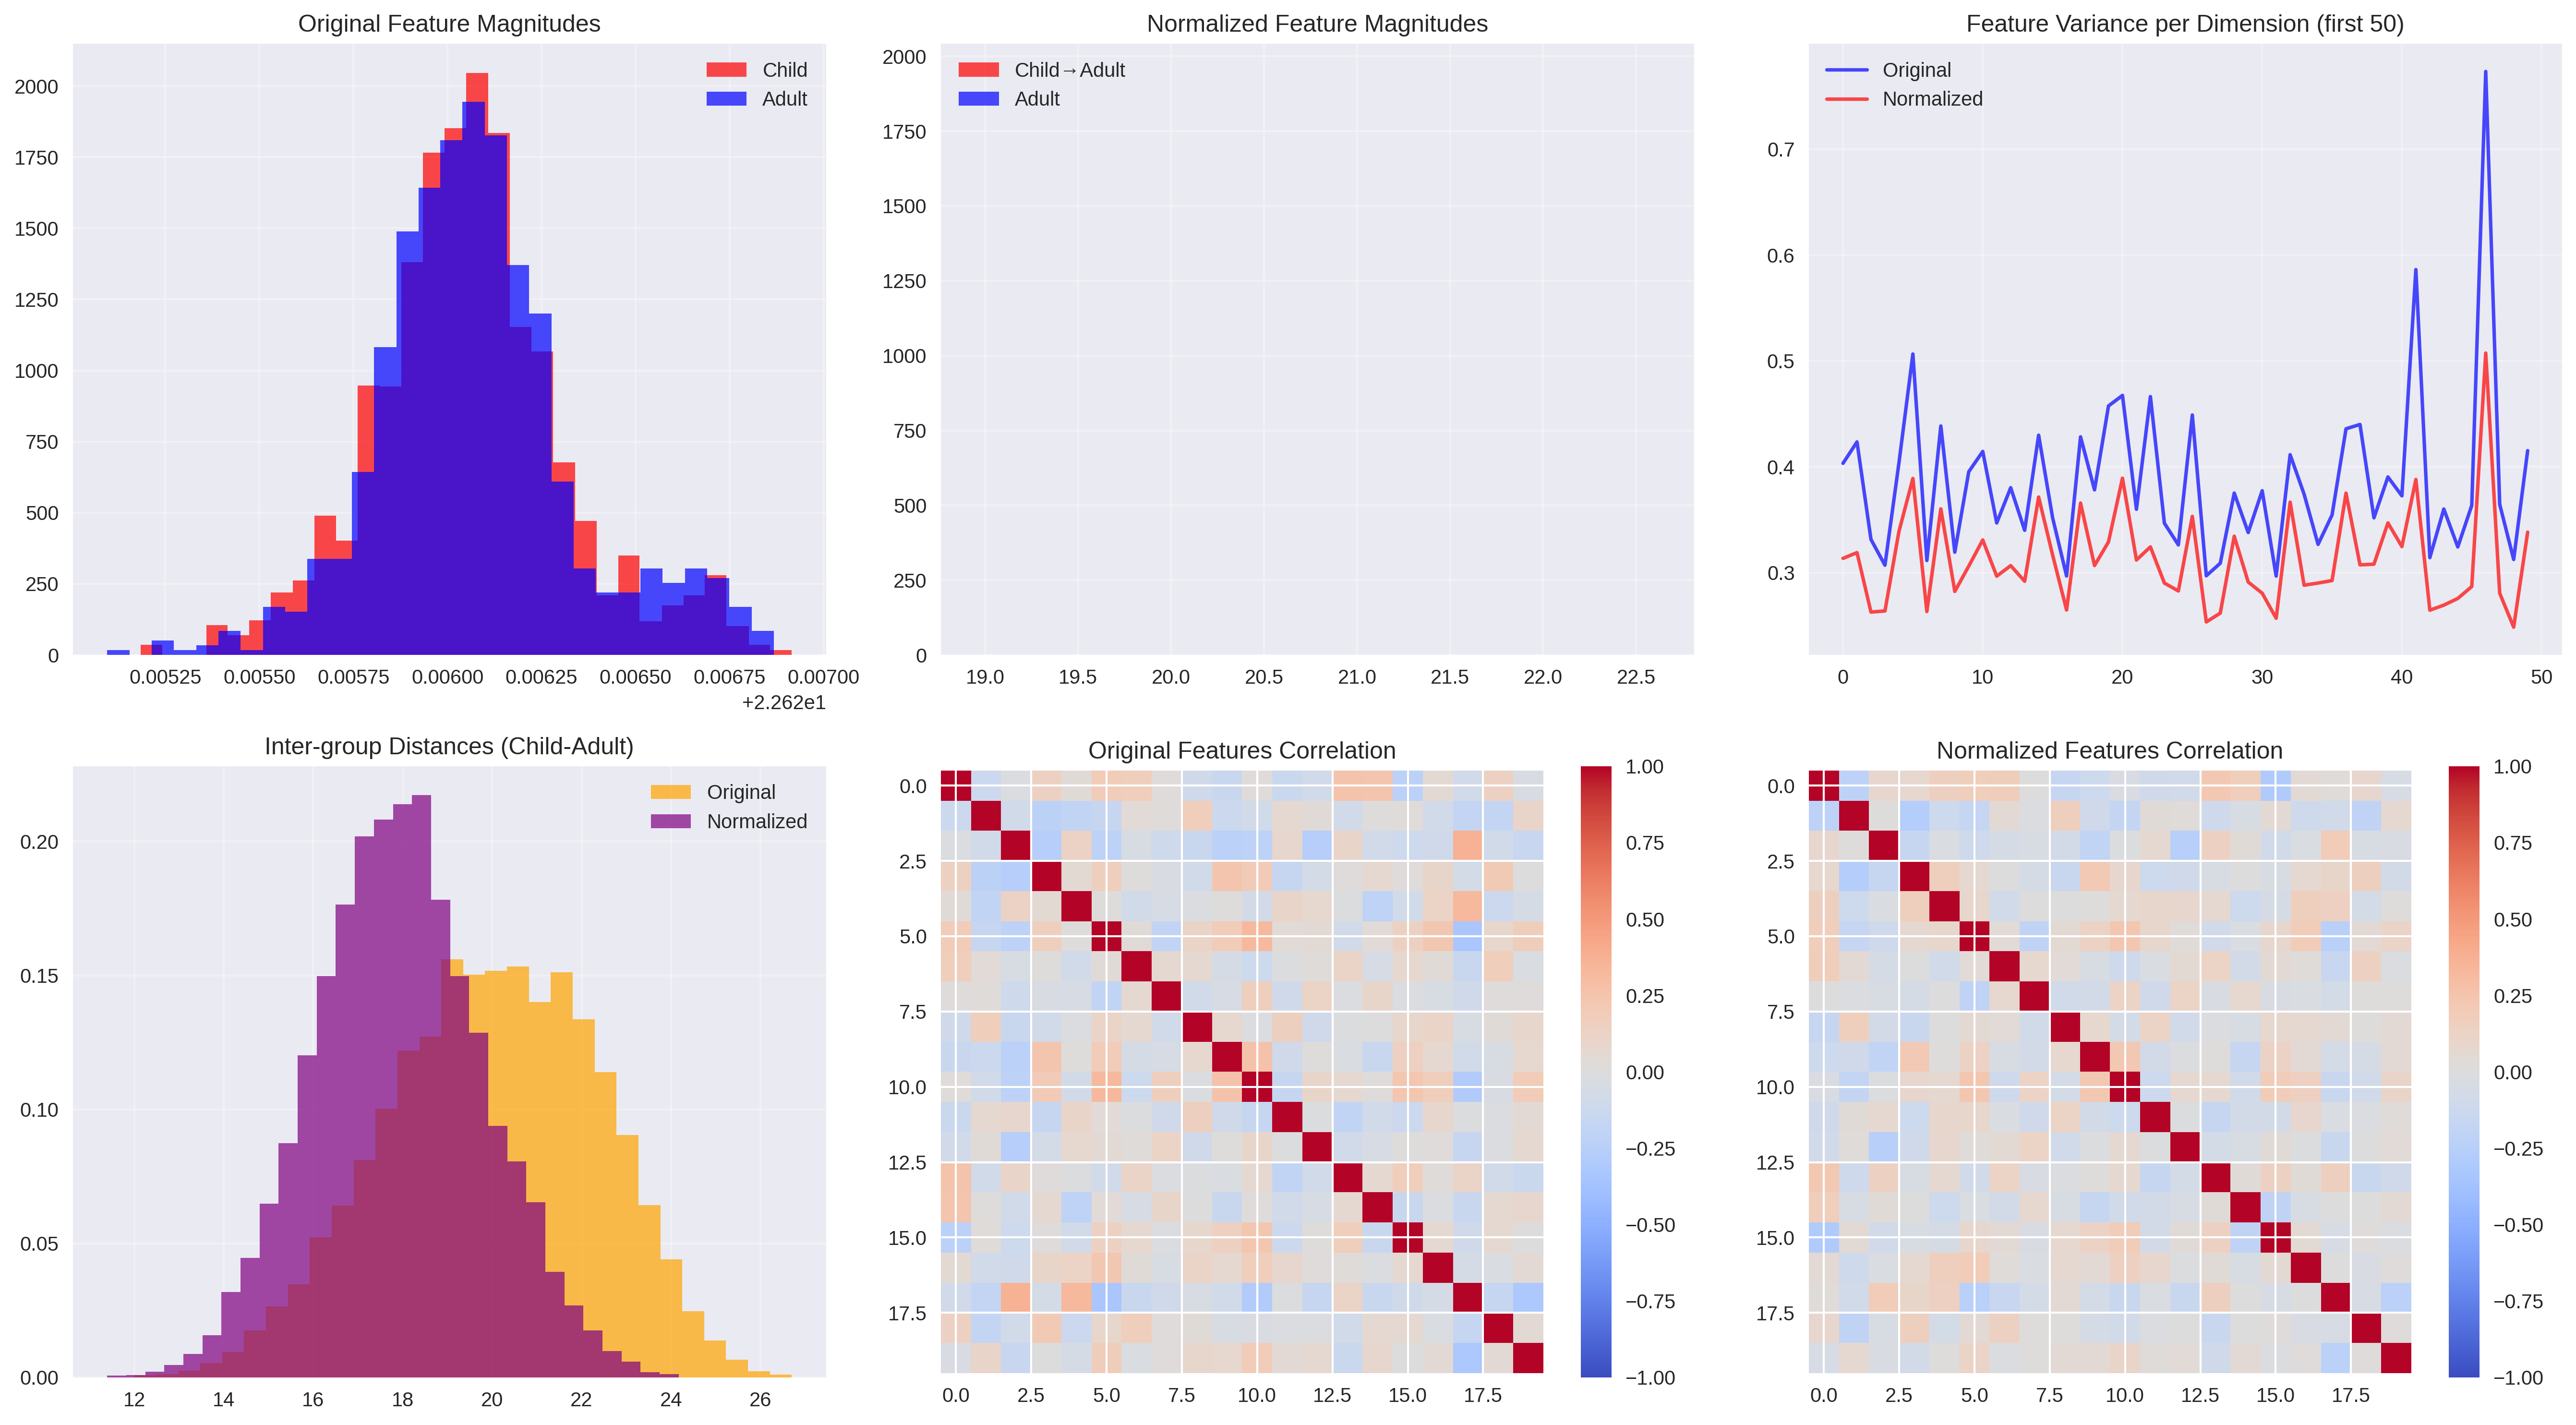 Original Feature Magnitudes
Child
Adult
2000
1750
1500
1250
1000
750
500
250
0
0.00525 0.00550 0.00575 0.00600 0.00625 0.00650 0.00675 0.00700
+2.262e1
Normalized Feature Magnitudes
Child→Adult
Adult
2000
1750
1500
1250
1000
750
500
250
0
19.0 19.5 20.0 20.5 21.0 21.5 22.0 22.5
Feature Variance per Dimension (first 50)
Original
Normalized
0.7
0.6
0.5
0.4
0.3
0 10 20 30 40 50
Inter-group Distances (Child-Adult)
Original
Normalized
0.20
0.15
0.10
0.05
0.00
12 14 16 18 20 22 24 26
Original Features Correlation
0.0
2.5
5.0
7.5
10.0
12.5
15.0
17.5
0.0 2.5 5.0 7.5 10.0 12.5 15.0 17.5
1.00
0.75
0.50
0.25
0.00
−0.25
−0.50
−0.75
−1.00
Normalized Features Correlation
0.0
2.5
5.0
7.5
10.0
12.5
15.0
17.5
0.0 2.5 5.0 7.5 10.0 12.5 15.0 17.5
1.00
0.75
0.50
0.25
0.00
−0.25
−0.50
−0.75
−1.00